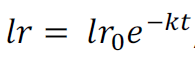 lr = lr₀e⁻ᵏᵗ